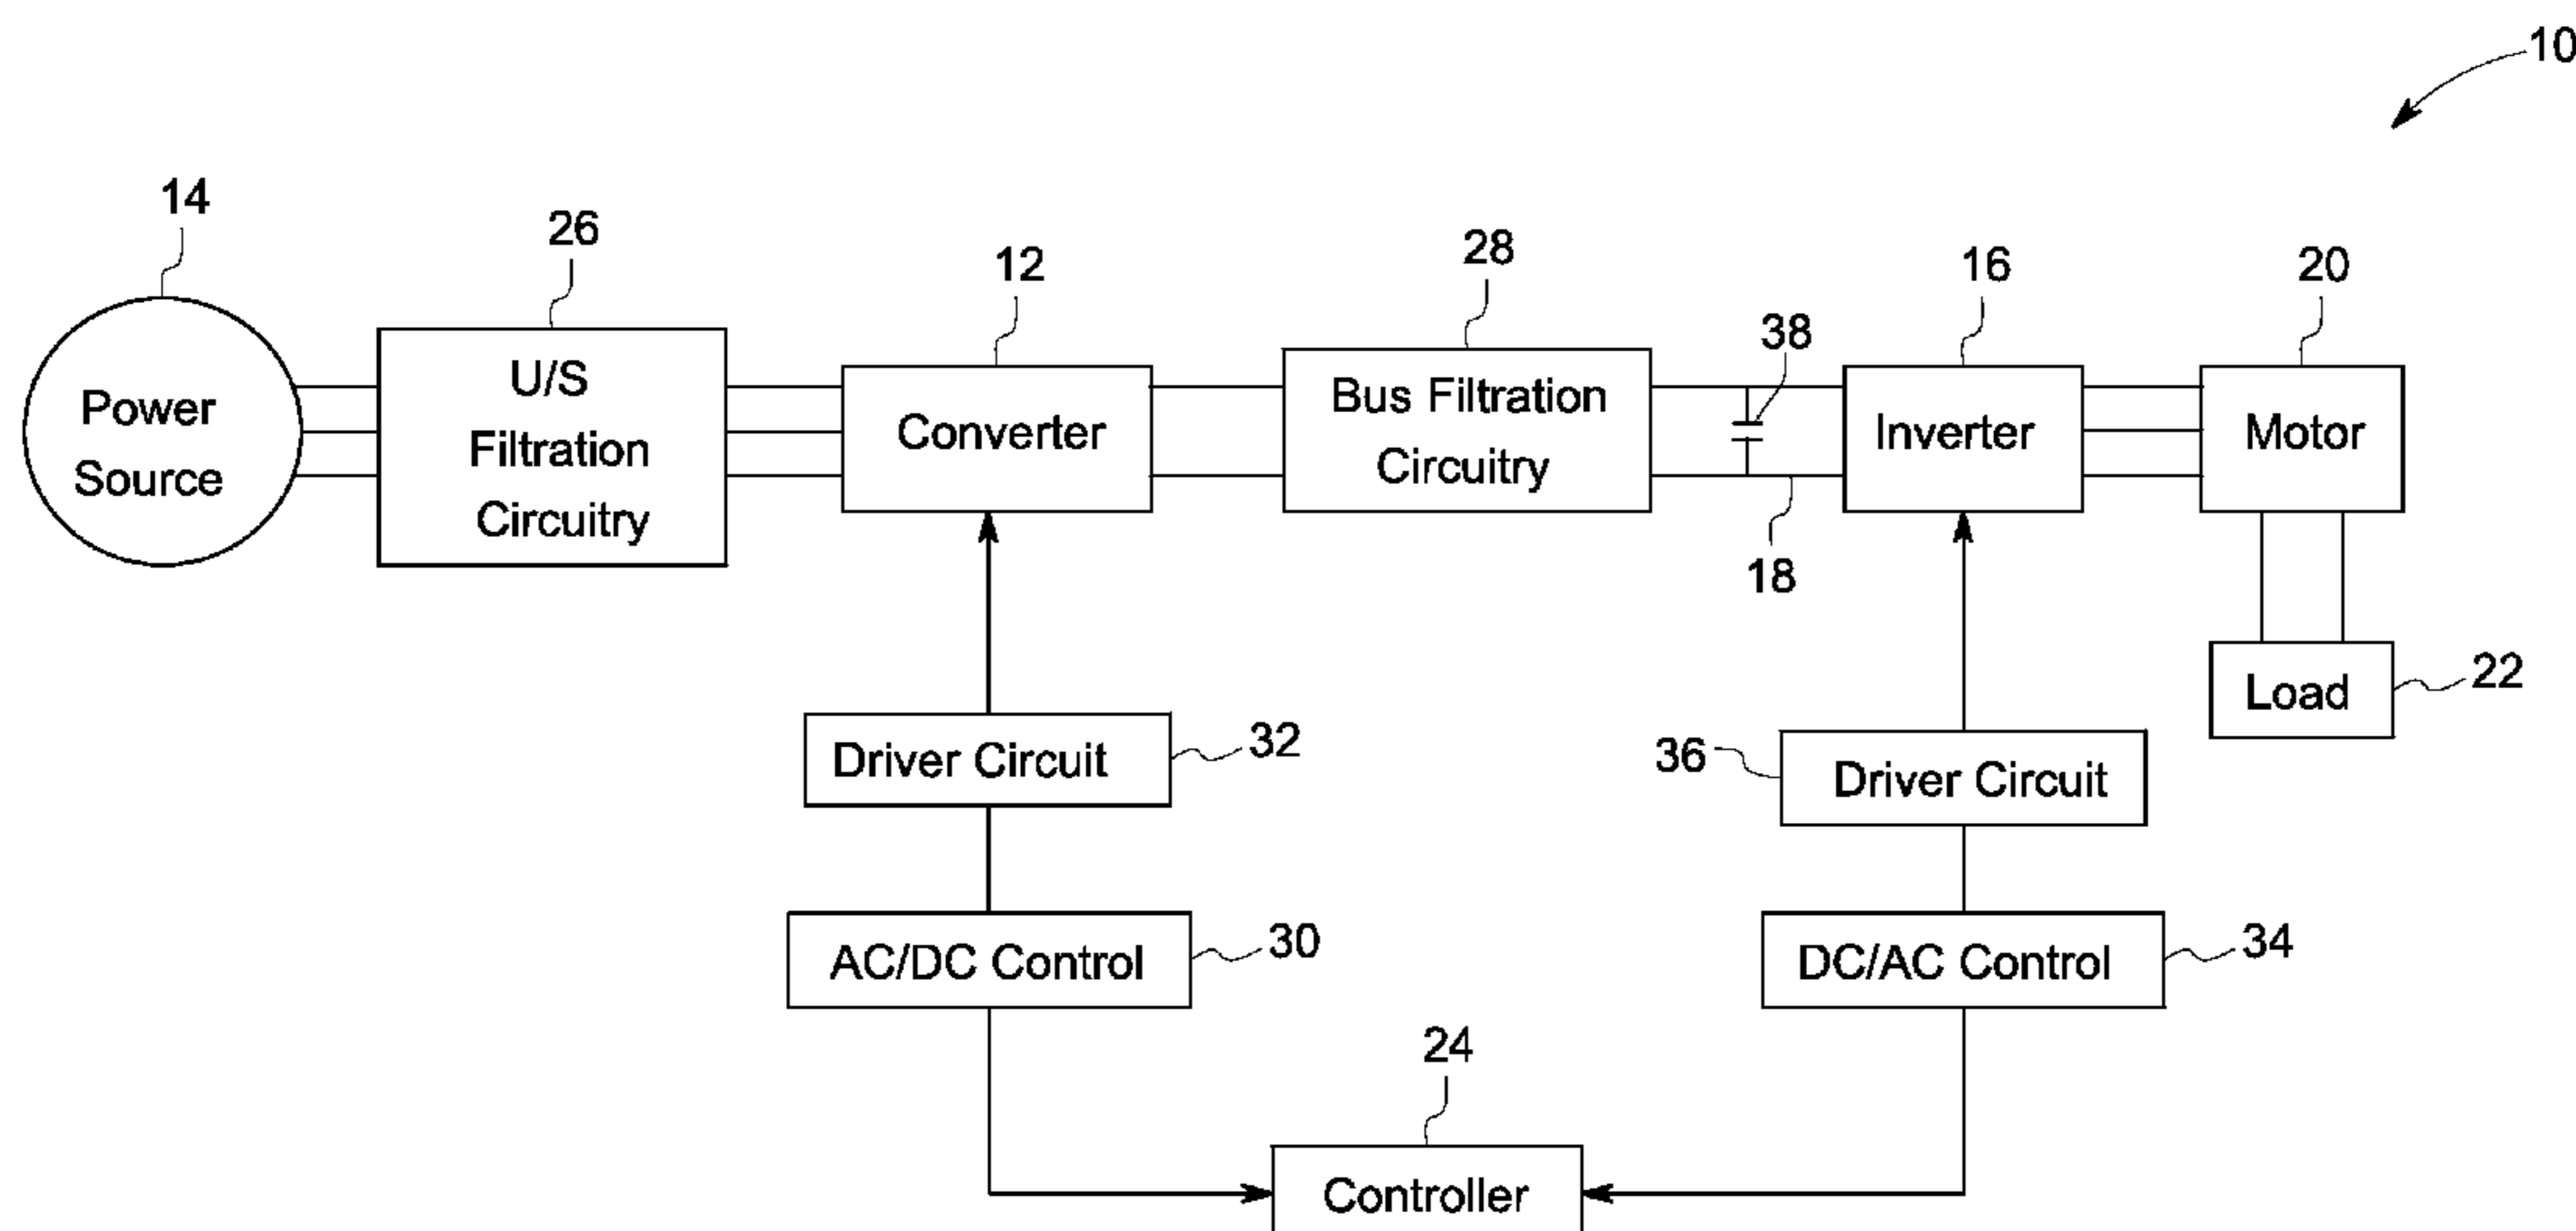 10
14
26
12
28
38
16
20
Power
Source
U/S
Filtration
Circuitry
Converter
Bus Filtration
Circuitry
Inverter
Motor
18
Load
22
Driver Circuit
32
36
Driver Circuit
AC/DC Control
30
DC/AC Control
34
24
Controller